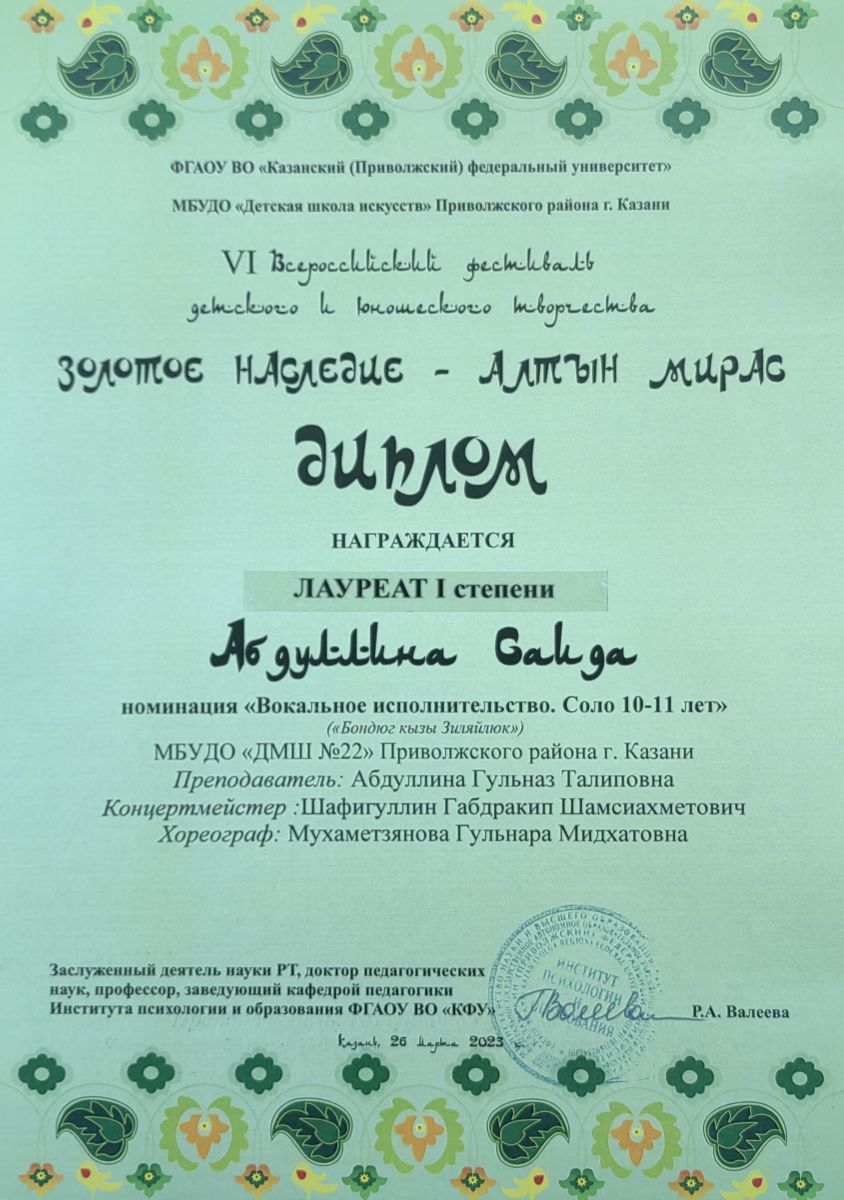 ФГАОУ ВО «Казанский (Приволжский) федеральный университет»
МБУДО «Детская школа искусств» Приволжского района г. Казани
VI Всероссийский фестиваль
детского и юношеского творчества
ЗОЛОТОЕ НАСЛЕДИЕ - АЛТЫН МИРАС
ДИПЛОМ
НАГРАЖДАЕТСЯ
ЛАУРЕАТ I степени
Абдуллина Саида
номинация «Вокальное исполнительство. Соло 10-11 лет»
(«Бондюг кызы Зиляйлюк»)
МБУДО «ДМШ №22» Приволжского района г. Казани
Преподаватель: Абдуллина Гульназ Талиповна
Концертмейстер :Шафигуллин Габдракип Шамсиахметович
Хореограф: Мухаметзянова Гульнара Мидхатовна
Заслуженный деятель науки РТ, доктор педагогических
наук, профессор, заведующий кафедрой педагогики
Института психологии и образования ФГАОУ ВО «КФУ»
Р.А. Валеева
ИНСТИТУТ
ПСИХОЛОГИИ
И
Казань, 26 марта 2023 г.